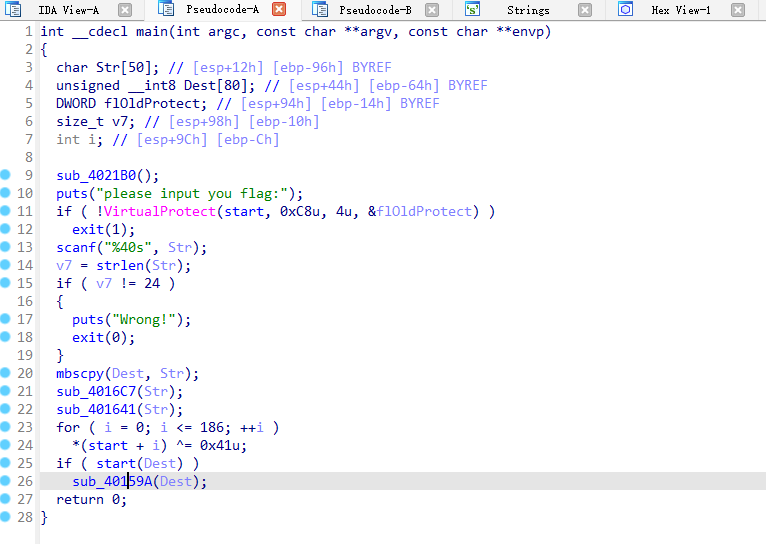 IDA View-A Pseudocode-A Pseudocode-B 's' Strings Hex View-1
1 int __cdecl main(int argc, const char **argv, const char **envp)
2 {
3 char Str[50]; // [esp+12h] [ebp-96h] BYREF
4 unsigned __int8 Dest[80]; // [esp+44h] [ebp-64h] BYREF
5 DWORD flOldProtect; // [esp+94h] [ebp-14h] BYREF
6 size_t v7; // [esp+98h] [ebp-10h]
7 int i; // [esp+9Ch] [ebp-Ch]
8
9 sub_4021B0();
10 puts("please input you flag:");
11 if ( !VirtualProtect(start, 0xC8u, 4u, &flOldProtect) )
12 exit(1);
13 scanf("%40s", Str);
14 v7 = strlen(Str);
15 if ( v7 != 24 )
16 {
17 puts("Wrong!");
18 exit(0);
19 }
20 mbscpy(Dest, Str);
21 sub_4016C7(Str);
22 sub_401641(Str);
23 for ( i = 0; i <= 186; ++i )
24 *(start + i) ^= 0x41u;
25 if ( start(Dest) )
26 sub_40159A(Dest);
27 return 0;
28 }